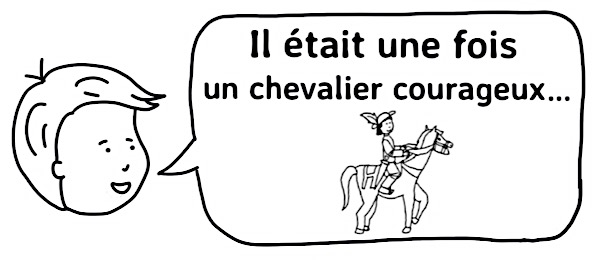 Il était une fois
un chevalier courageux...